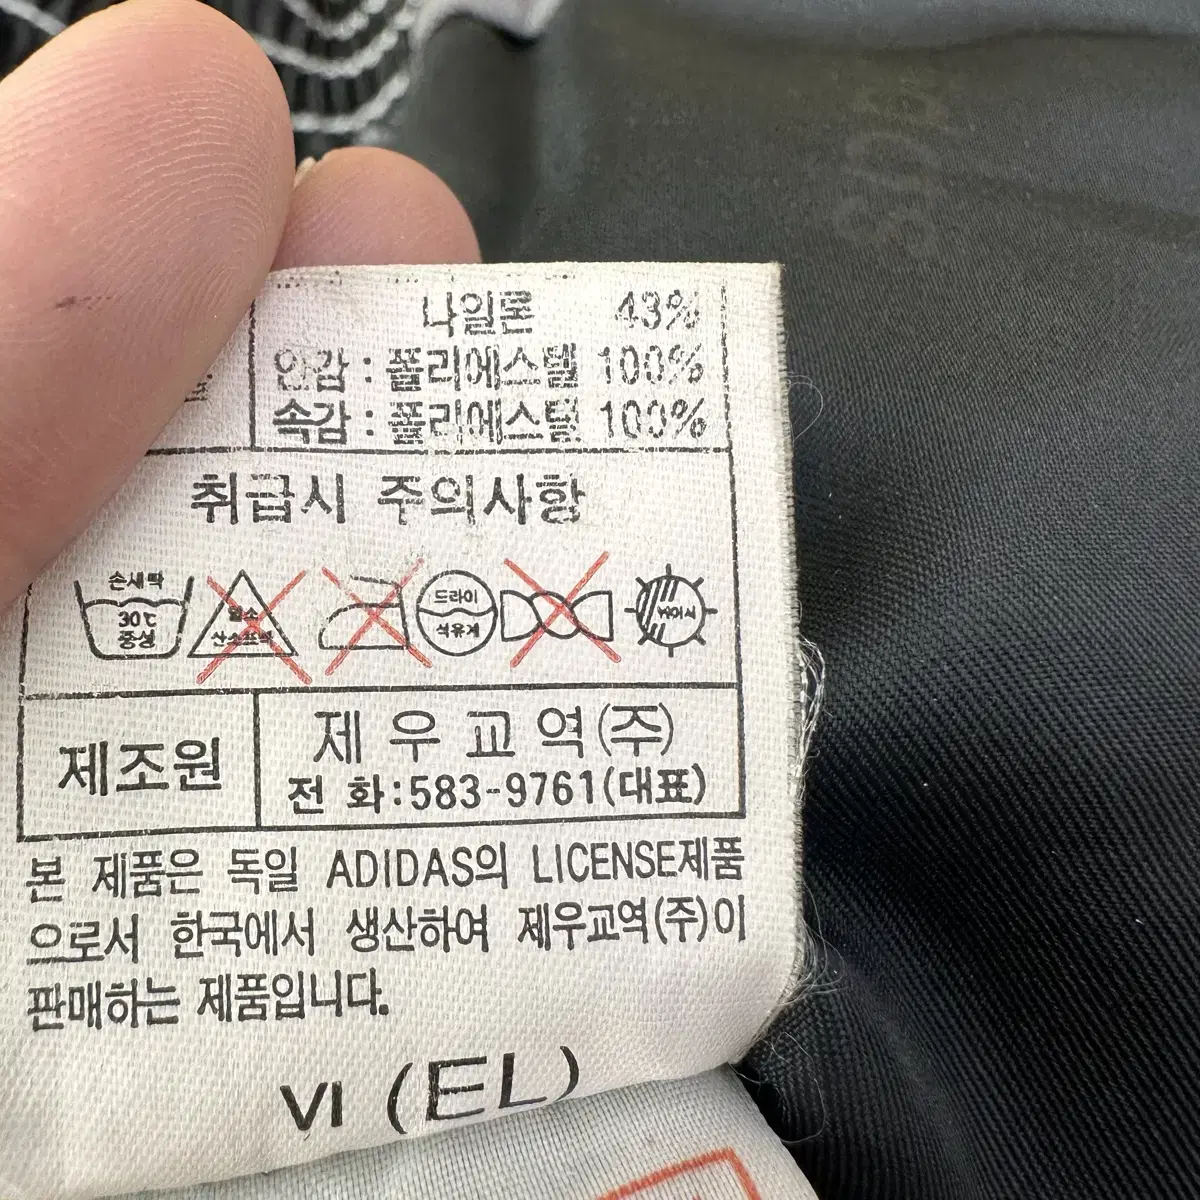 나일론 43%
안감 : 폴리에스텔 100%
속감 : 폴리에스텔 100%
취급시 주의사항
손세탁
30℃
중성
드라이
석유계
제조원
제 우 교 역(주)
전 화:583-9761(대표)
본 제품은 독일 ADIDAS의 LICENSE제품
으로서 한국에서 생산하여 제우교역(주)이
판매하는 제품입니다.
VI (EL)